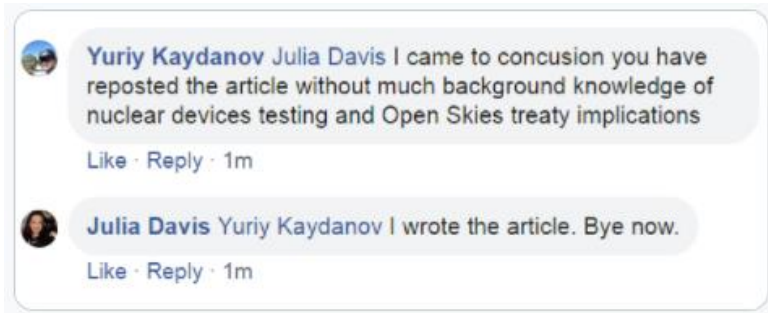 Yuriy Kaydanov Julia Davis I came to concusion you have
reposted the article without much background knowledge of
nuclear devices testing and Open Skies treaty implications
Like · Reply · 1m
Julia Davis Yuriy Kaydanov I wrote the article. Bye now.
Like · Reply · 1m